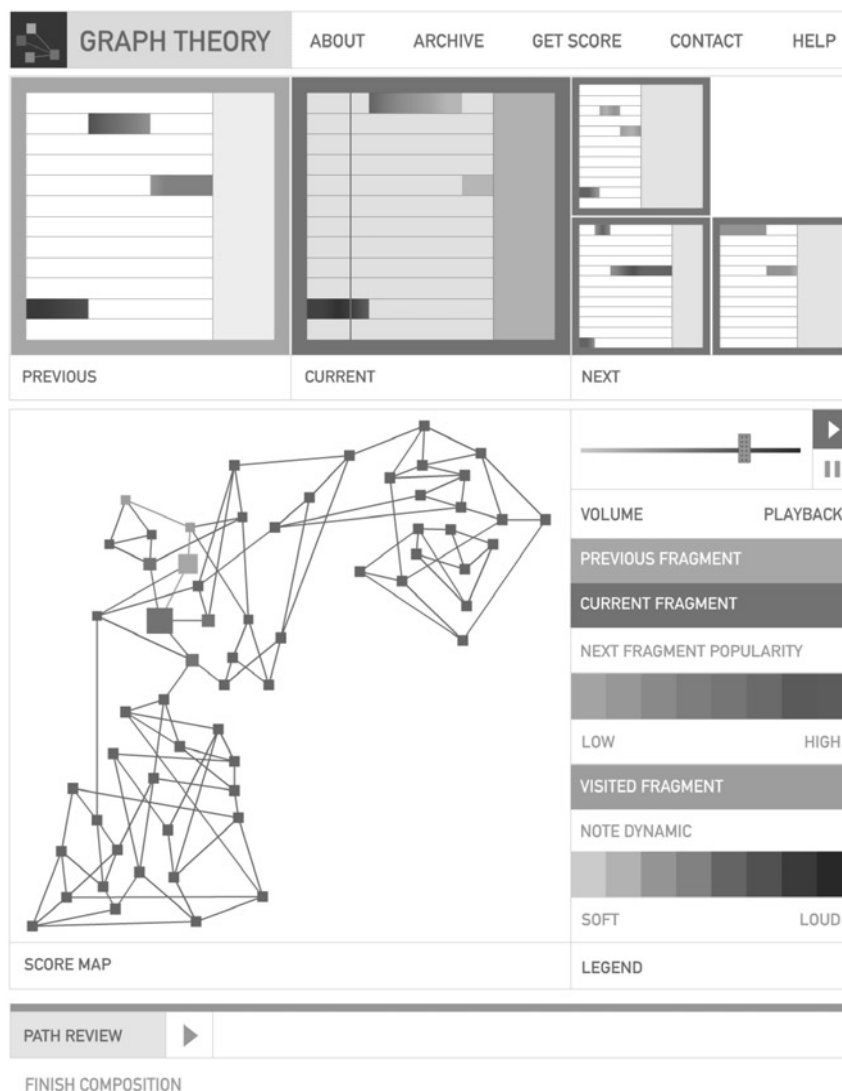 GRAPH THEORY
ABOUT
ARCHIVE
GET SCORE
CONTACT
HELP
PREVIOUS
CURRENT
NEXT
VOLUME
PLAYBACK
PREVIOUS FRAGMENT
CURRENT FRAGMENT
NEXT FRAGMENT POPULARITY
LOW
HIGH
VISITED FRAGMENT
NOTE DYNAMIC
SOFT
LOUD
SCORE MAP
LEGEND
PATH REVIEW
FINISH COMPOSITION